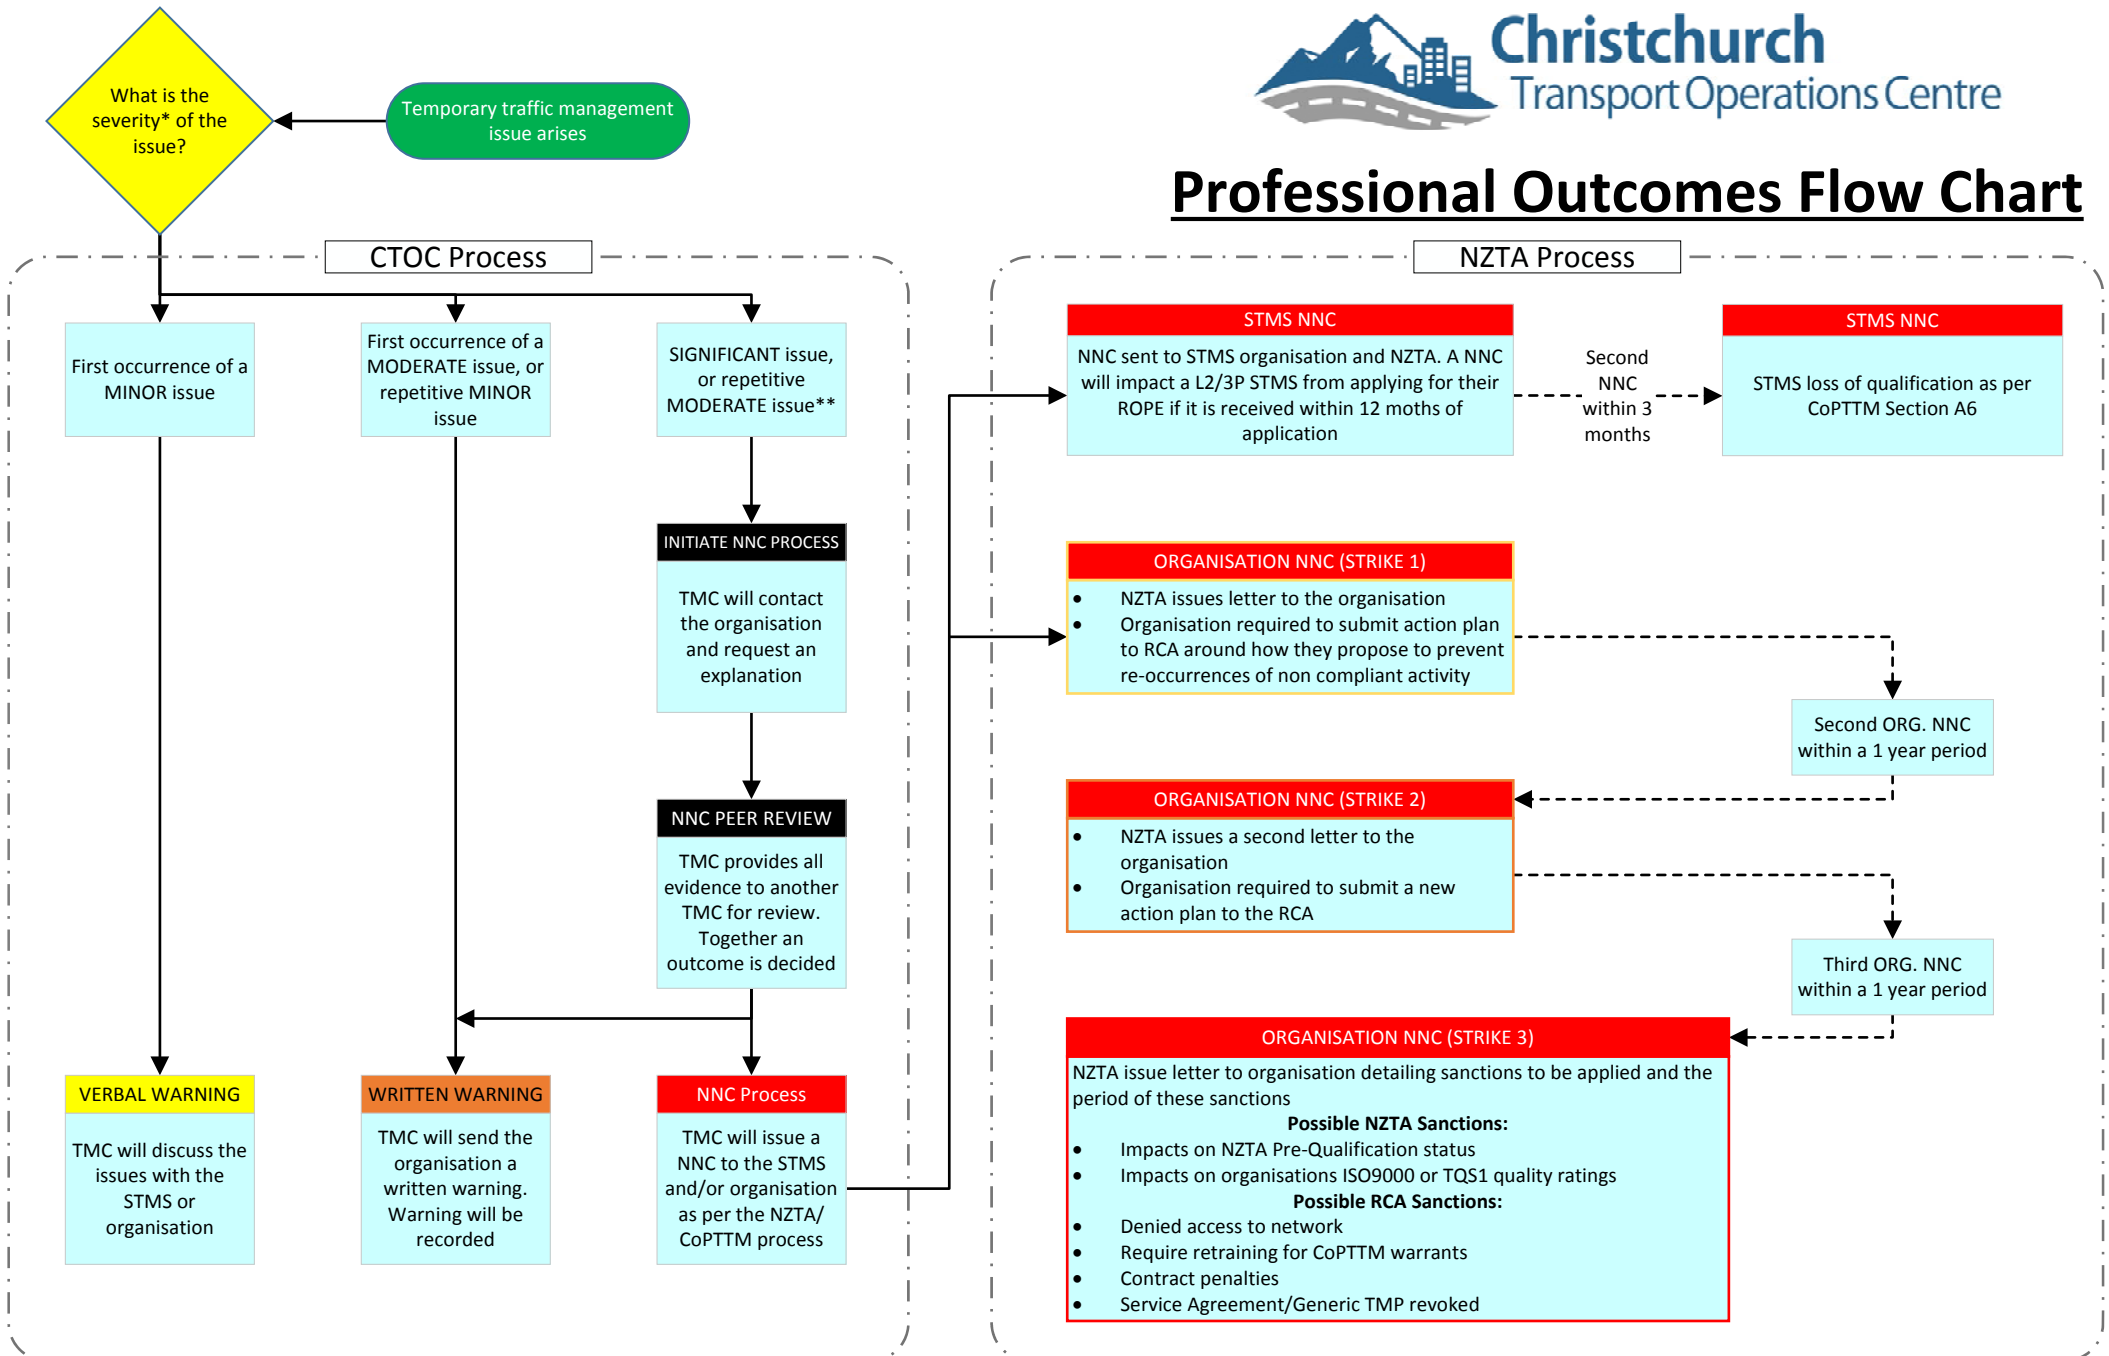 Christchurch
Transport Operations Centre
Professional Outcomes Flow Chart
What is the
severity* of the
issue?
Temporary traffic management
issue arises
CTOC Process
First occurrence of a
MINOR issue
First occurrence of a
MODERATE issue, or
repetitive MINOR
issue
SIGNIFICANT issue,
or repetitive
MODERATE issue**
INITIATE NNC PROCESS
TMC will contact
the organisation
and request an
explanation
NNC PEER REVIEW
TMC provides all
evidence to another
TMC for review.
Together an
outcome is decided
VERBAL WARNING
TMC will discuss the
issues with the
STMS or
organisation
WRITTEN WARNING
TMC will send the
organisation a
written warning.
Warning will be
recorded
NNC Process
TMC will issue a
NNC to the STMS
and/or organisation
as per the NZTA/
CoPTTM process
NZTA Process
STMS NNC
NNC sent to STMS organisation and NZTA. A NNC
will impact a L2/3P STMS from applying for their
ROPE if it is received within 12 moths of
application
Second
NNC
within 3
months
STMS NNC
STMS loss of qualification as per
CoPTTM Section A6
ORGANISATION NNC (STRIKE 1)
• NZTA issues letter to the organisation
• Organisation required to submit action plan
to RCA around how they propose to prevent
re-occurrences of non compliant activity
Second ORG. NNC
within a 1 year period
ORGANISATION NNC (STRIKE 2)
• NZTA issues a second letter to the
organisation
• Organisation required to submit a new
action plan to the RCA
Third ORG. NNC
within a 1 year period
ORGANISATION NNC (STRIKE 3)
NZTA issue letter to organisation detailing sanctions to be applied and the
period of these sanctions
Possible NZTA Sanctions:
• Impacts on NZTA Pre-Qualification status
• Impacts on organisations ISO9000 or TQS1 quality ratings
Possible RCA Sanctions:
• Denied access to network
• Require retraining for CoPTTM warrants
• Contract penalties
• Service Agreement/Generic TMP revoked